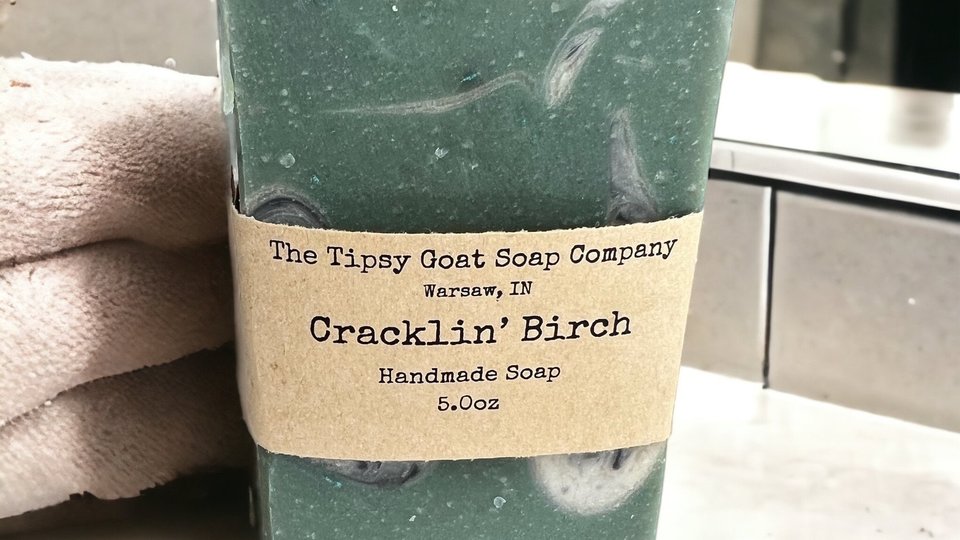 The Tipsy Goat Soap Company
Warsaw, IN
Cracklin' Birch
Handmade Soap
5.0oz